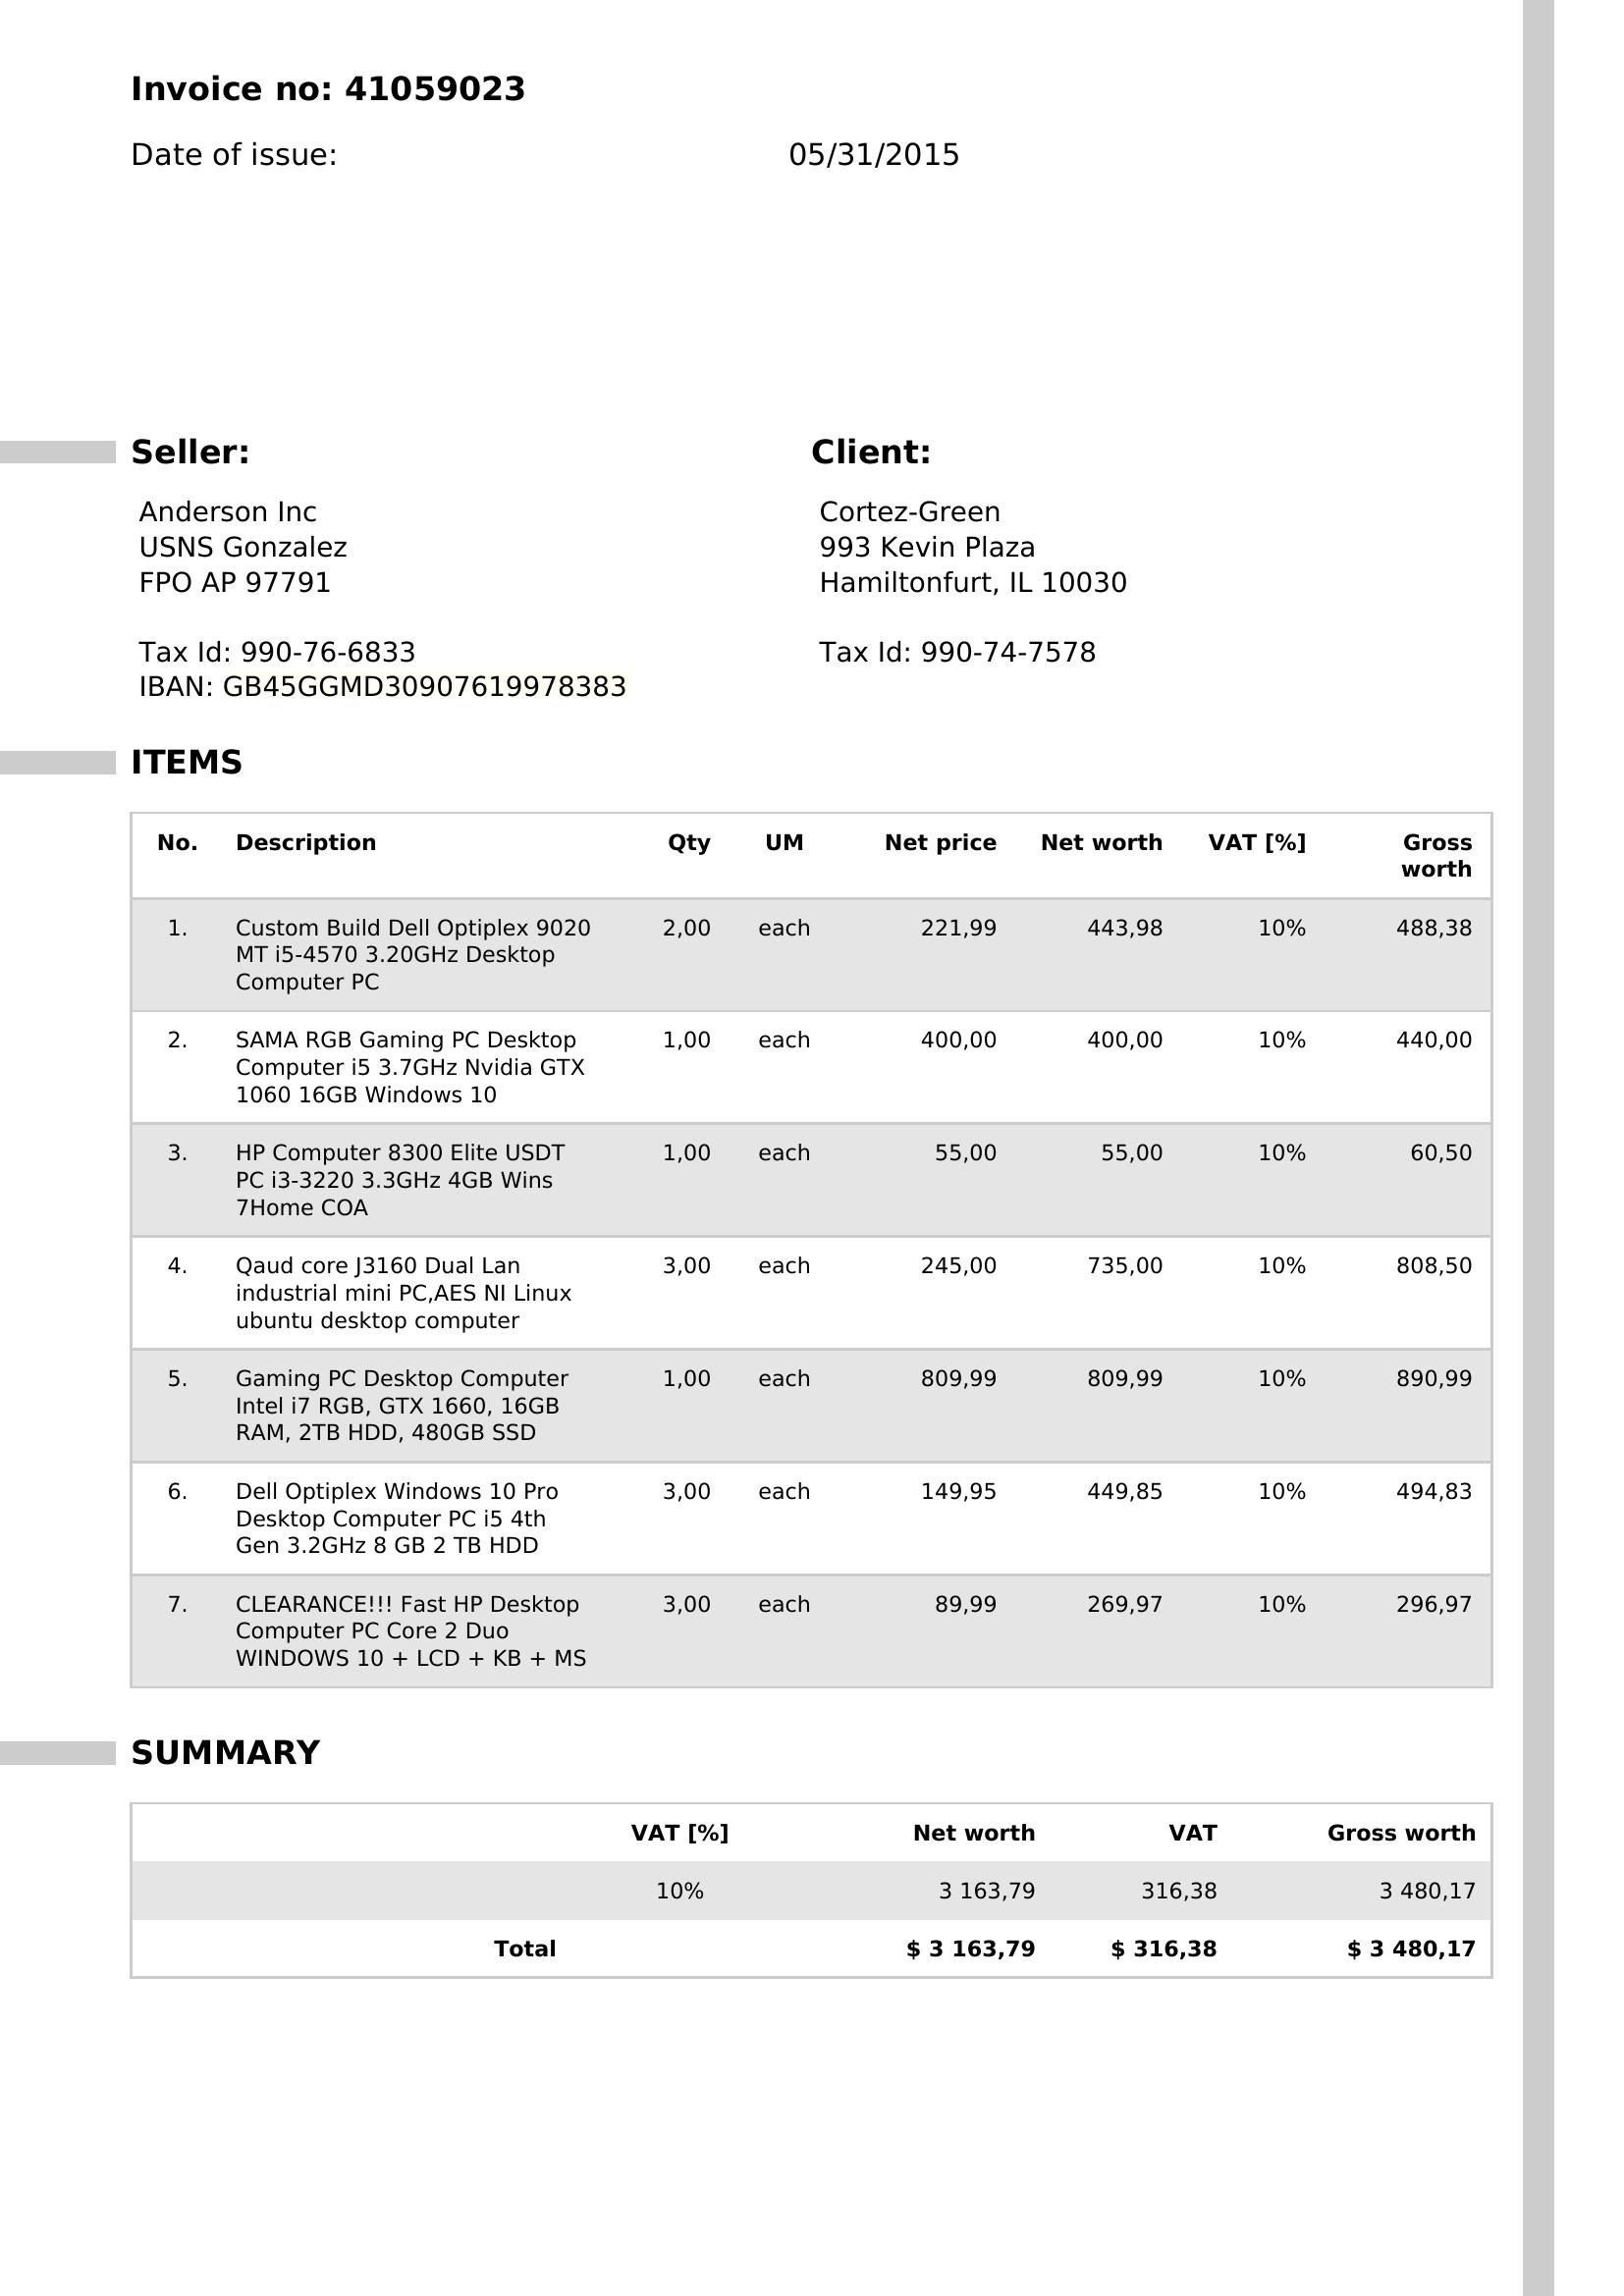 Invoice no: 41059023
Date of issue: 05/31/2015
Seller: Client:
Anderson Inc Cortez-Green
USNS Gonzalez 993 Kevin Plaza
FPO AP 97791 Hamiltonfurt, IL 10030
Tax Id: 990-76-6833 Tax Id: 990-74-7578
IBAN: GB45GGMD30907619978383
ITEMS
No. Description Qty UM Net price Net worth VAT [%] Gross
worth
1. Custom Build Dell Optiplex 9020 2,00 each 221,99 443,98 10% 488,38
MT i5-4570 3.20GHz Desktop
Computer PC
2. SAMA RGB Gaming PC Desktop 1,00 each 400,00 400,00 10% 440,00
Computer i5 3.7GHz Nvidia GTX
1060 16GB Windows 10
3. HP Computer 8300 Elite USDT 1,00 each 55,00 55,00 10% 60,50
PC i3-3220 3.3GHz 4GB Wins
7Home COA
4. Qaud core J3160 Dual Lan 3,00 each 245,00 735,00 10% 808,50
industrial mini PC,AES NI Linux
ubuntu desktop computer
5. Gaming PC Desktop Computer 1,00 each 809,99 809,99 10% 890,99
Intel i7 RGB, GTX 1660, 16GB
RAM, 2TB HDD, 480GB SSD
6. Dell Optiplex Windows 10 Pro 3,00 each 149,95 449,85 10% 494,83
Desktop Computer PC i5 4th
Gen 3.2GHz 8 GB 2 TB HDD
7. CLEARANCE!!! Fast HP Desktop 3,00 each 89,99 269,97 10% 296,97
Computer PC Core 2 Duo
WINDOWS 10 + LCD + KB + MS
SUMMARY
VAT [%] Net worth VAT Gross worth
10% 3 163,79 316,38 3 480,17
Total $ 3 163,79 $ 316,38 $ 3 480,17